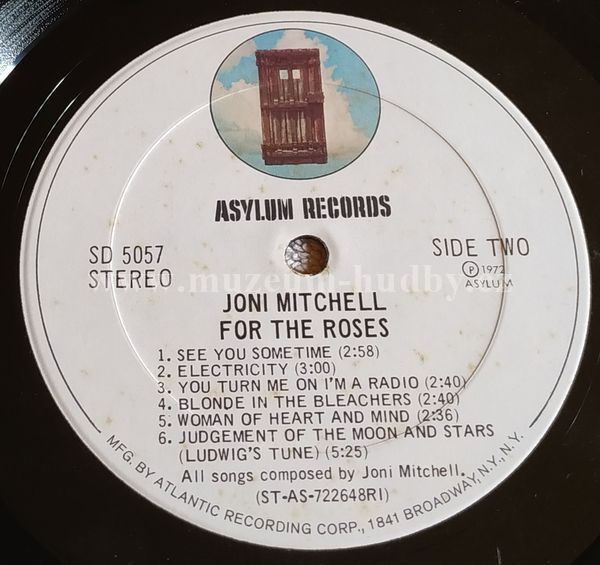 ASYLUM RECORDS
SD 5057
STEREO
SIDE TWO
Ⓟ 1972
ASYLUM
www.muzeum-hudby.cz
JONI MITCHELL
FOR THE ROSES
1. SEE YOU SOMETIME (2:58)
2. ELECTRICITY (3:00)
3. YOU TURN ME ON I'M A RADIO (2:40)
4. BLONDE IN THE BLEACHERS (2:40)
5. WOMAN OF HEART AND MIND (2:36)
6. JUDGEMENT OF THE MOON AND STARS
(LUDWIG'S TUNE) (5:25)
All songs composed by Joni Mitchell.
(ST-AS-722648RI)
MFG. BY ATLANTIC RECORDING CORP., 1841 BROADWAY, N.Y., N.Y.